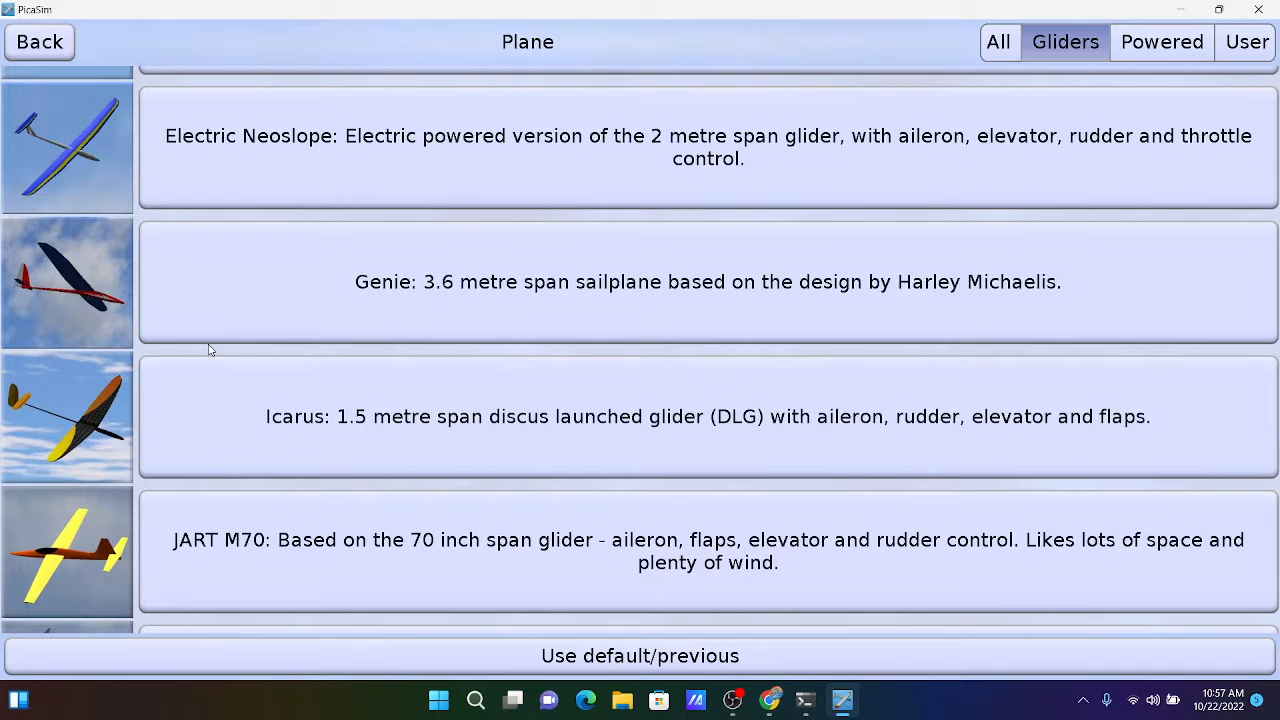 PicaSim
Back
Plane
All
Gliders
Powered
User
Electric Neoslope: Electric powered version of the 2 metre span glider, with aileron, elevator, rudder and throttle
control.
Genie: 3.6 metre span sailplane based on the design by Harley Michaelis.
Icarus: 1.5 metre span discus launched glider (DLG) with aileron, rudder, elevator and flaps.
JART M70: Based on the 70 inch span glider - aileron, flaps, elevator and rudder control. Likes lots of space and
plenty of wind.
Use default/previous
10:57 AM
10/22/2022
5